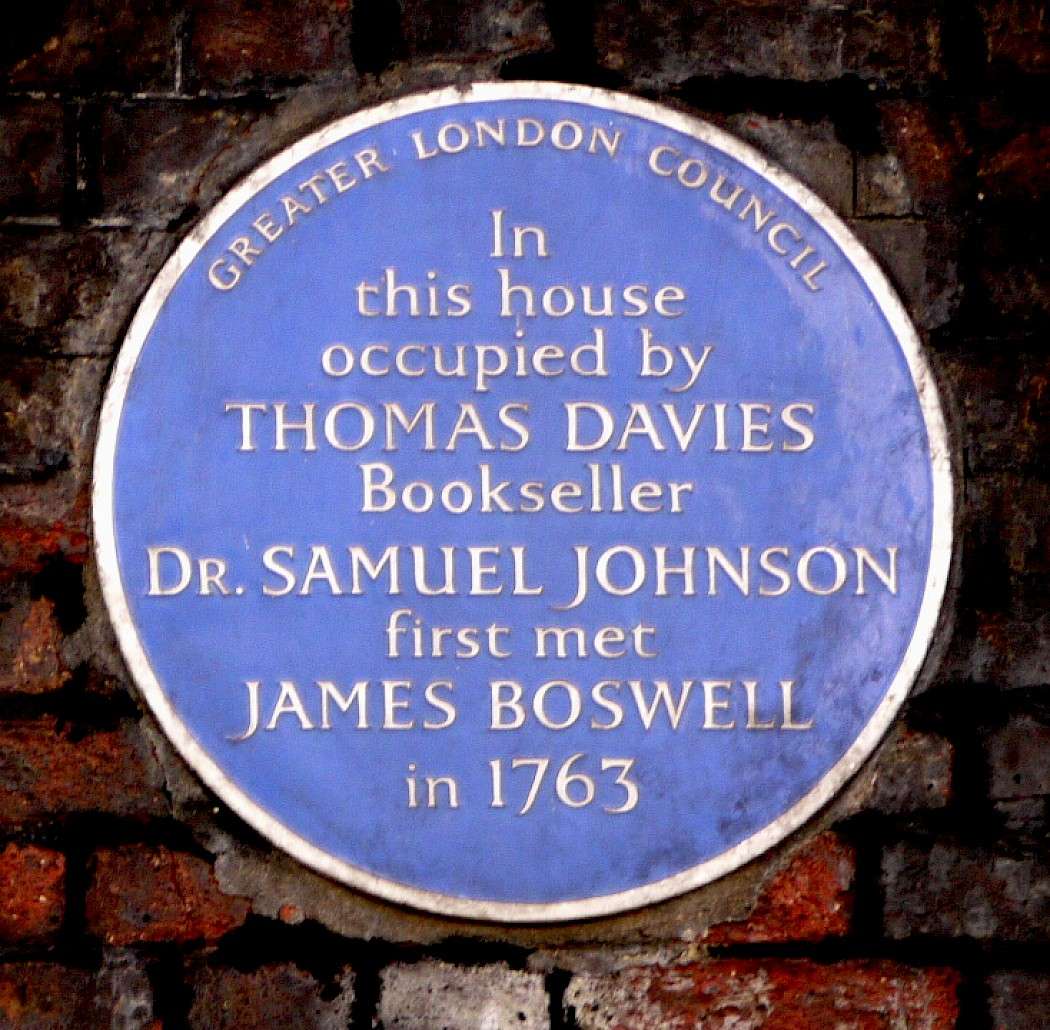 GREATER LONDON COUNCIL
In
this house
occupied by
THOMAS DAVIES
Bookseller
DR. SAMUEL JOHNSON
first met
JAMES BOSWELL
in 1763